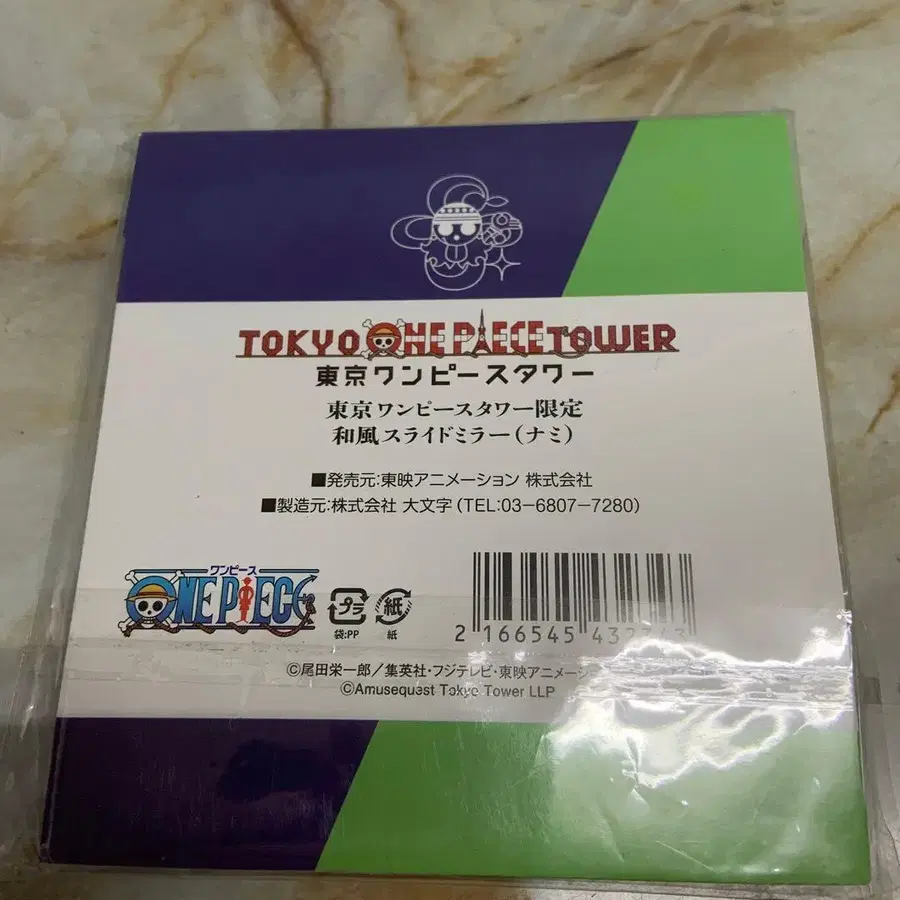 TOKYO ONE PIECE TOWER
東京ワンピースタワー
東京ワンピースタワー限定
和風スライドミラー(ナミ)
■発売元:東映アニメーション 株式会社
■製造元:株式会社 大文字(TEL:03-6807-7280)
ワンピース
ONE PIECE
プラ
紙
袋:PP
紙
2 166545
©尾田栄一郎/集英社・フジテレビ・東映アニメーション
©Amusequest Tokyo Tower LLP